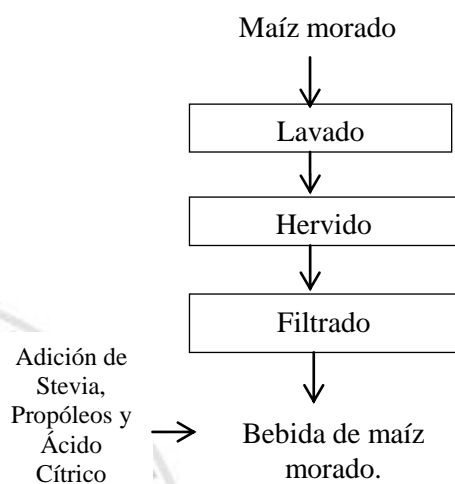 Maíz morado
Lavado
Hervido
Filtrado
Adición de
Stevia,
Propóleos y
Ácido
Cítrico
Bebida de maíz
morado.